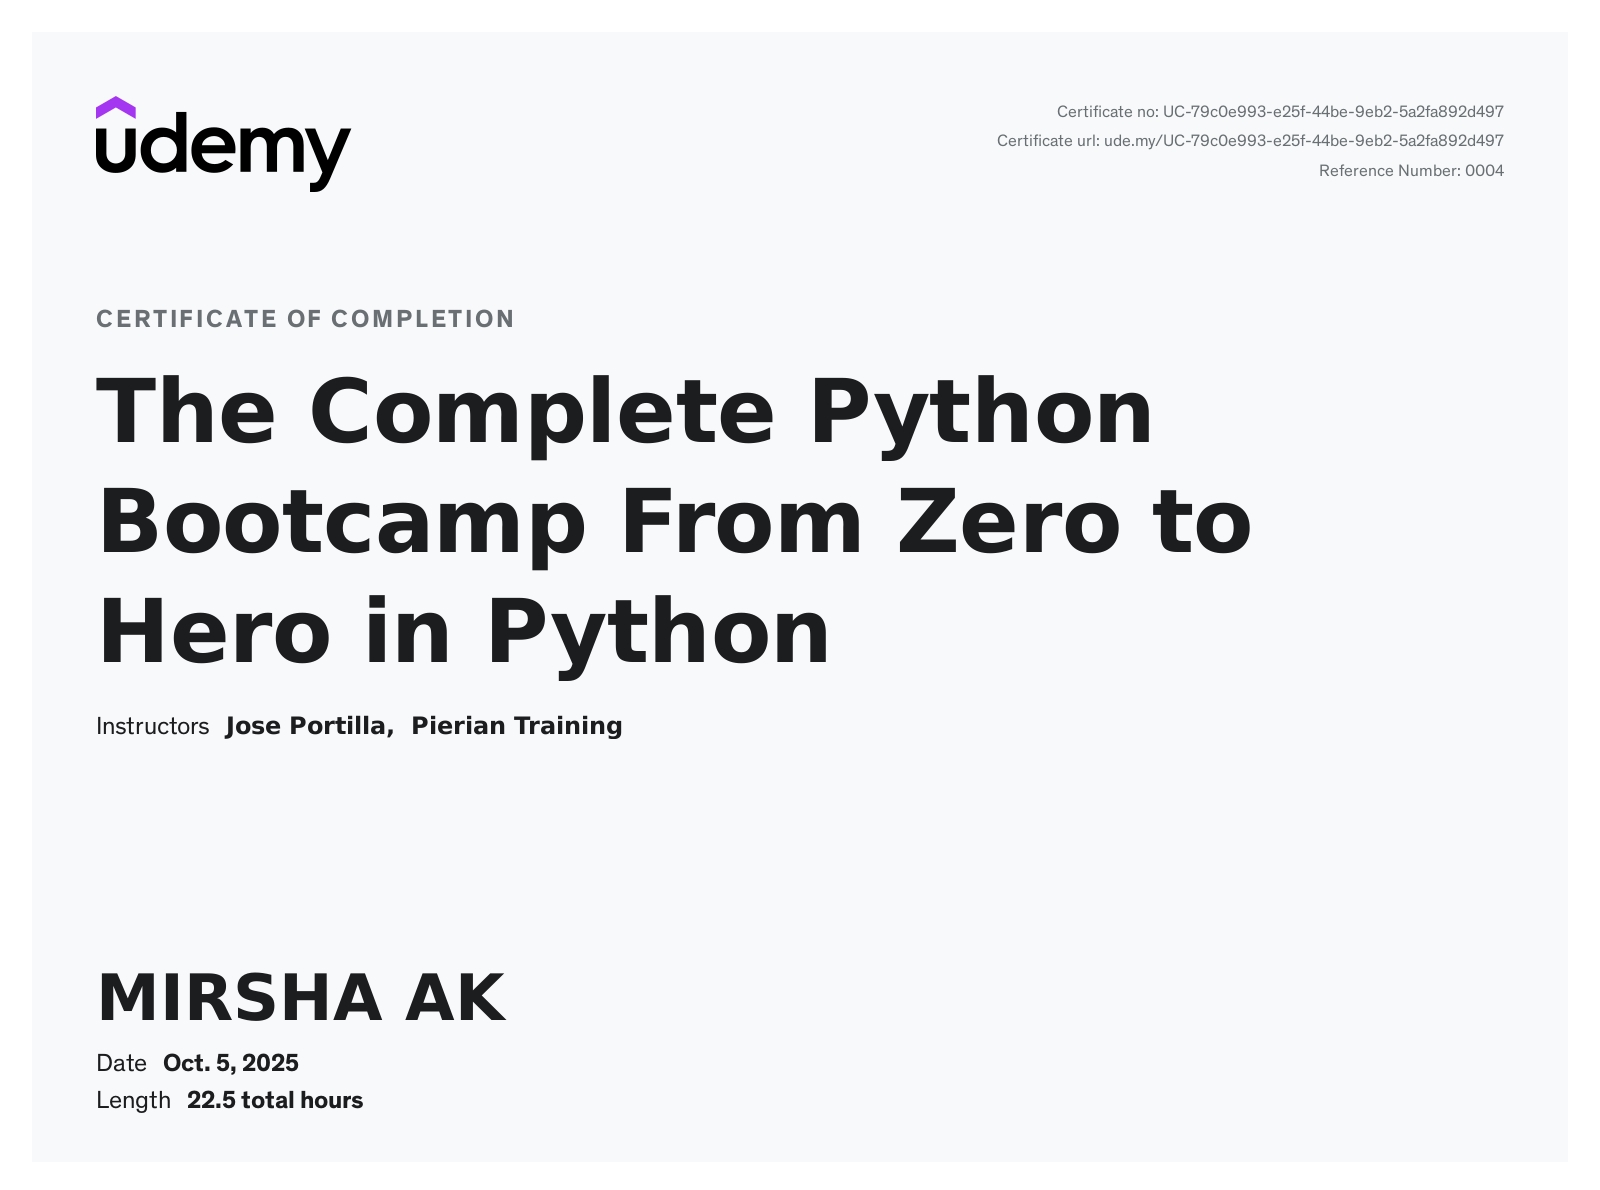 udemy
Certificate no: UC-79c0e993-e25f-44be-9eb2-5a2fa892d497
Certificate url: ude.my/UC-79c0e993-e25f-44be-9eb2-5a2fa892d497
Reference Number: 0004
CERTIFICATE OF COMPLETION
The Complete Python
Bootcamp From Zero to
Hero in Python
Instructors Jose Portilla, Pierian Training
MIRSHA AK
Date Oct. 5, 2025
Length 22.5 total hours